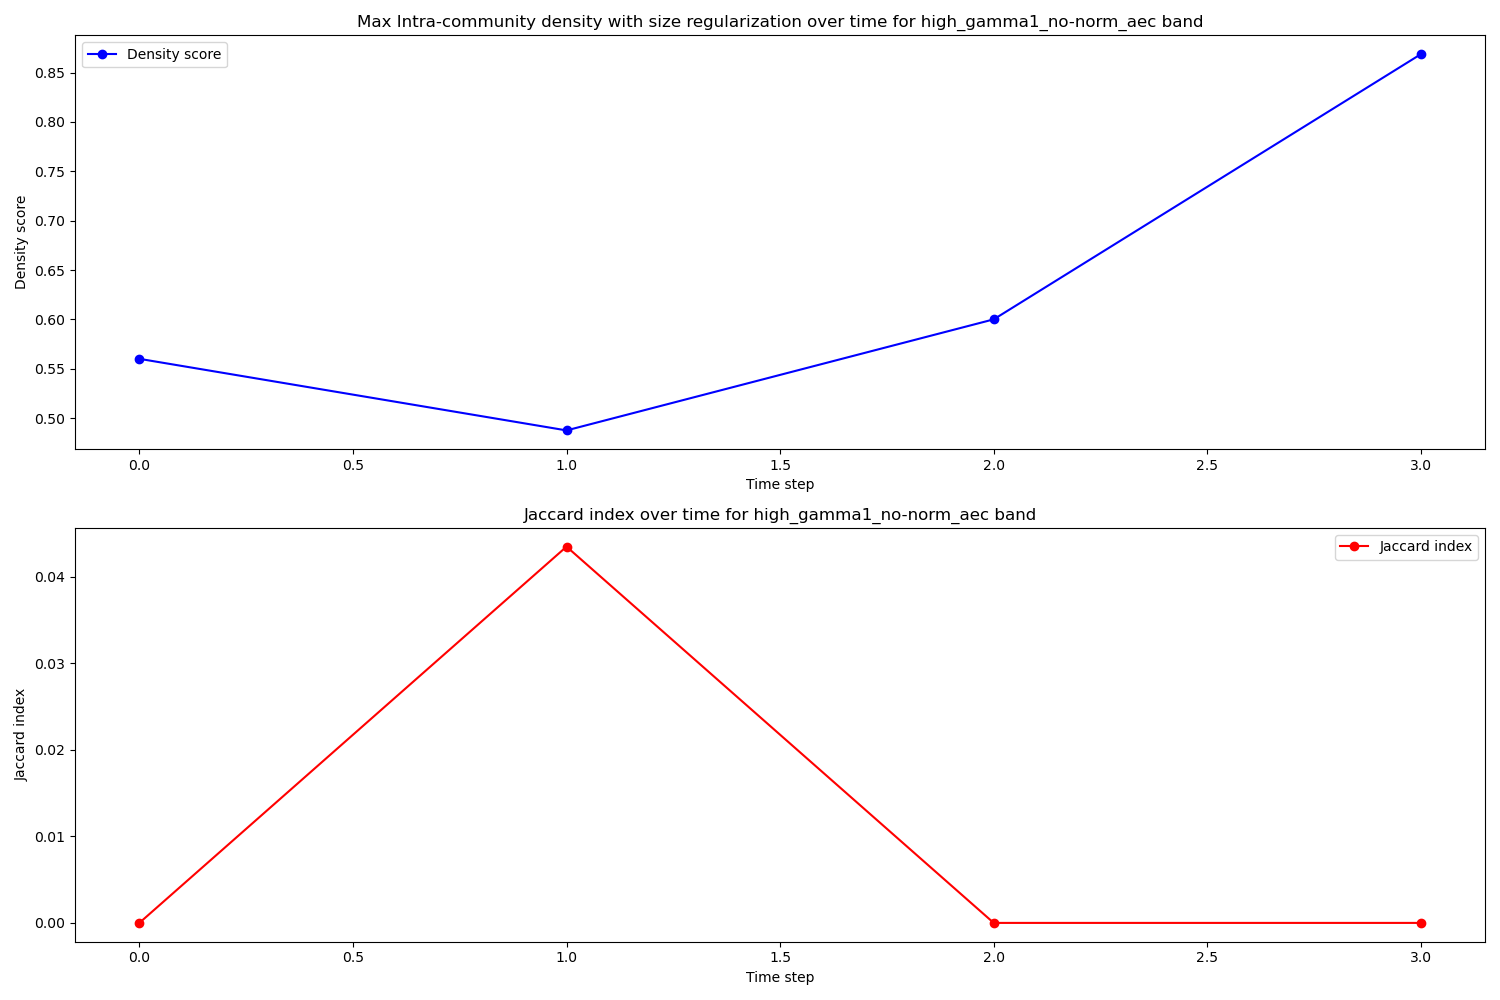 Max Intra-community density with size regularization over time for high_gamma1_no-norm_aec band
Density score
0.85
0.80
0.75
0.70
0.65
0.60
0.55
0.50
Density score
0.0 0.5 1.0 1.5 2.0 2.5 3.0
Time step
Jaccard index over time for high_gamma1_no-norm_aec band
Jaccard index
0.04
0.03
0.02
0.01
0.00
Jaccard index
0.0 0.5 1.0 1.5 2.0 2.5 3.0
Time step